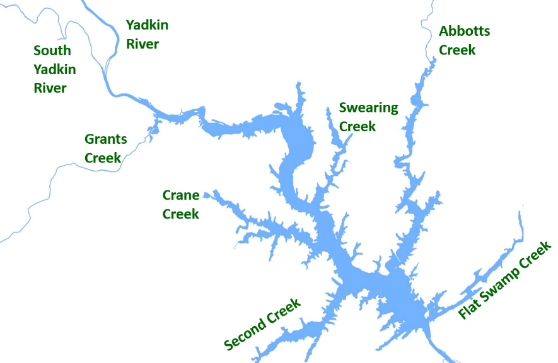 Yadkin
River
South
Yadkin
River
Abbotts
Creek
Swearing
Creek
Grants
Creek
Crane
Creek
Second Creek
Flat Swamp Creek